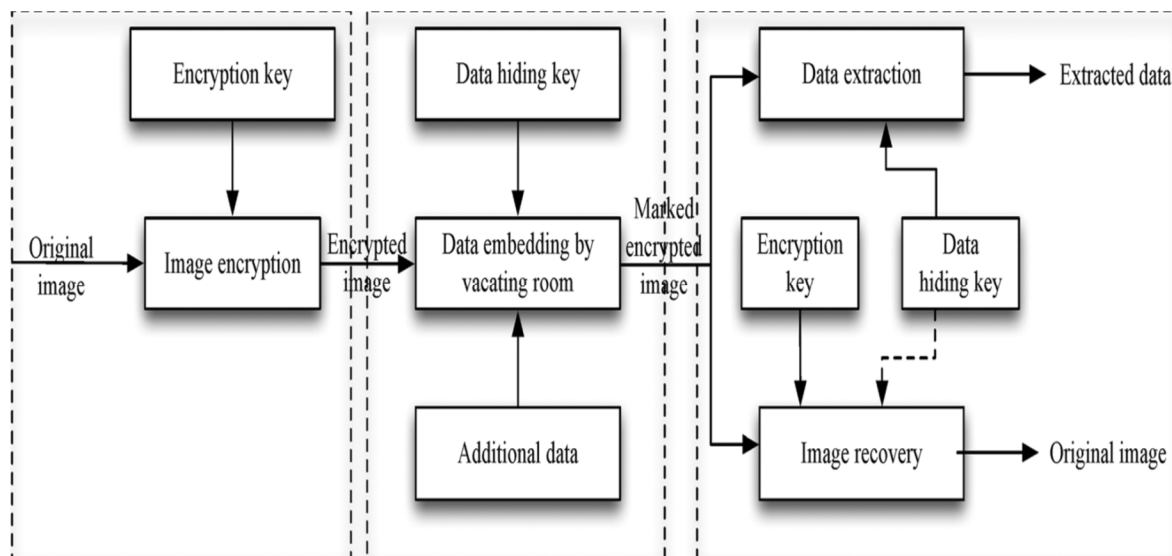 Encryption key
Data hiding key
Data extraction
Extracted data
Original
image
Image encryption
Encrypted
image
Data embedding by
vacating room
Marked
encrypted
image
Encryption
key
Data
hiding key
Additional data
Image recovery
Original image